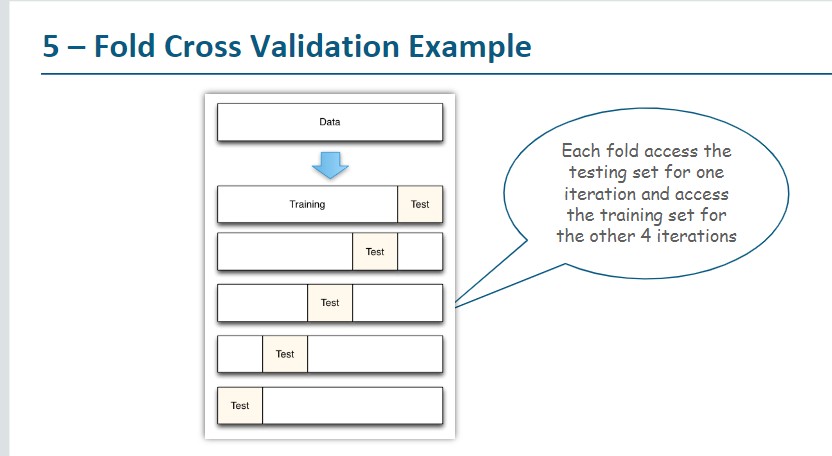 5 – Fold Cross Validation Example
Data
Training
Test
Test
Test
Test
Test
Each fold access the
testing set for one
iteration and access
the training set for
the other 4 iterations